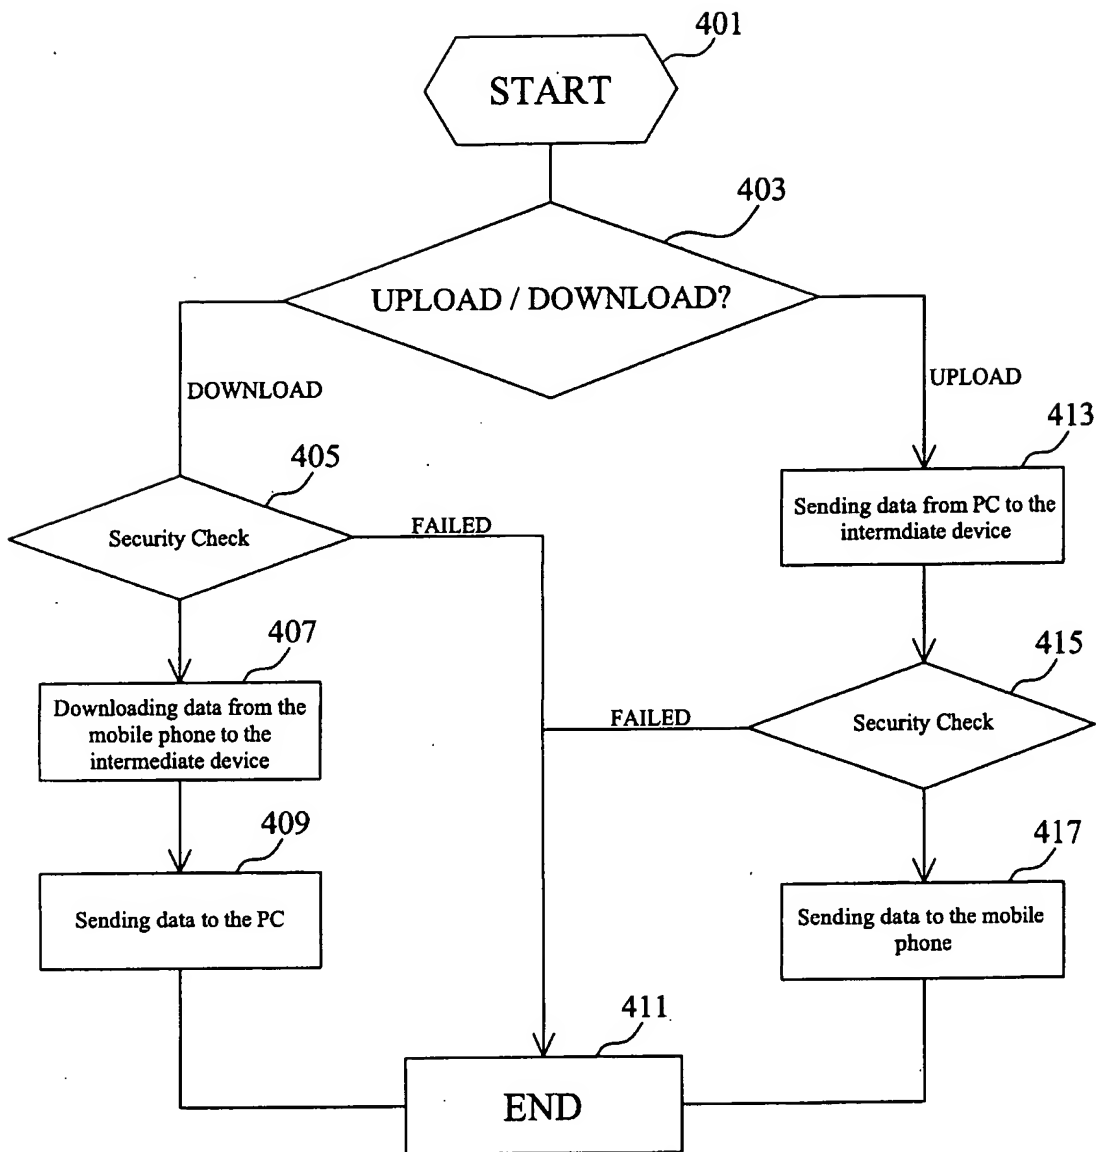 401
START
403
UPLOAD / DOWNLOAD?
DOWNLOAD
UPLOAD
413
405
Sending data from PC to the
intermdiate device
Security Check
FAILED
407
415
Downloading data from the
mobile phone to the
intermediate device
FAILED
Security Check
409
417
Sending data to the PC
Sending data to the mobile
phone
411
END